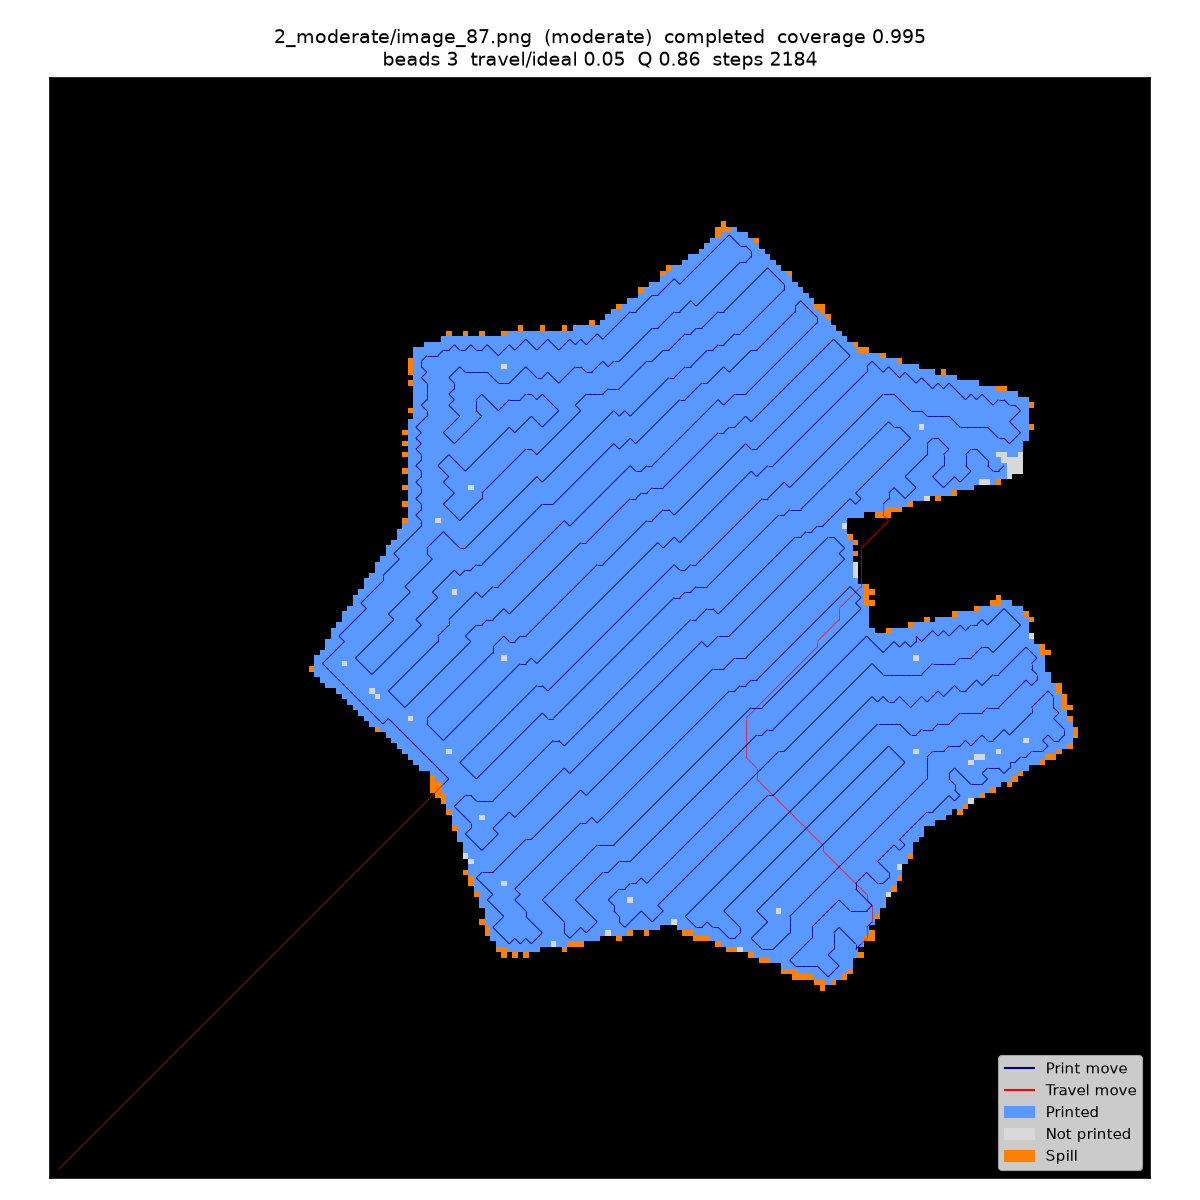 2_moderate/image_87.png  (moderate)  completed  coverage 0.995
beads 3  travel/ideal 0.05  Q 0.86  steps 2184
Print move
Travel move
Printed
Not printed
Spill